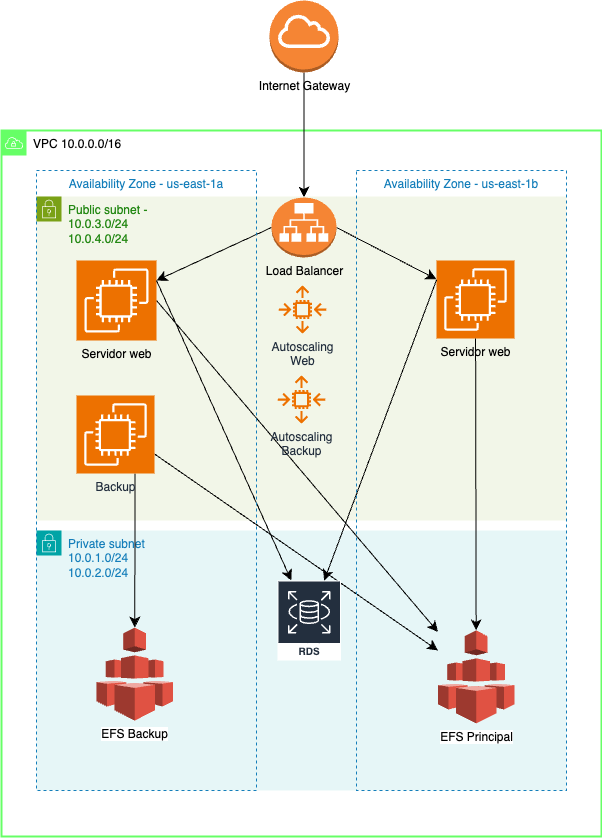 Internet Gateway
VPC 10.0.0.0/16
Availability Zone - us-east-1a
Availability Zone - us-east-1b
Public subnet -
10.0.3.0/24
10.0.4.0/24
Load Balancer
Servidor web
Autoscaling
Web
Servidor web
Autoscaling
Backup
Backup
Private subnet
10.0.1.0/24
10.0.2.0/24
RDS
EFS Backup
EFS Principal